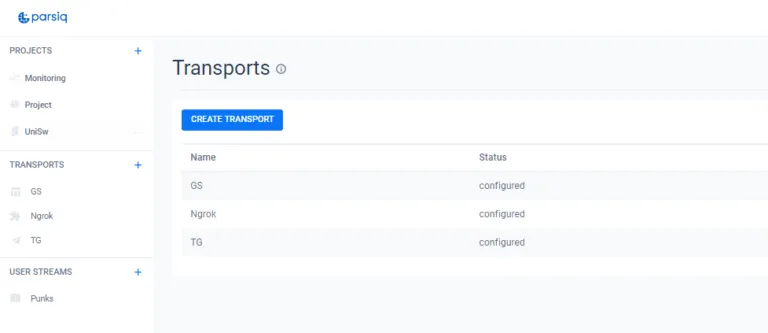 parsiq
PROJECTS +
Monitoring
Project
UniSw
TRANSPORTS +
GS
Ngrok
TG
USER STREAMS +
Punks
Transports
CREATE TRANSPORT
Name Status
GS configured
Ngrok configured
TG configured